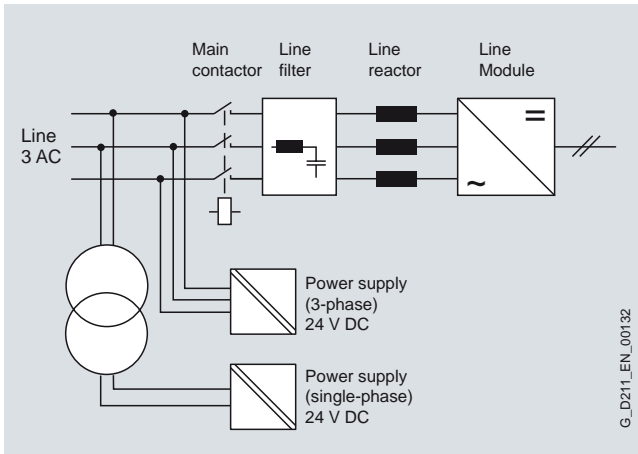 Main
contactor
Line
filter
Line
reactor
Line
Module
Line
3 AC
=
~
Power supply
(3-phase)
24 V DC
Power supply
(single-phase)
24 V DC
G_D211_EN_00132